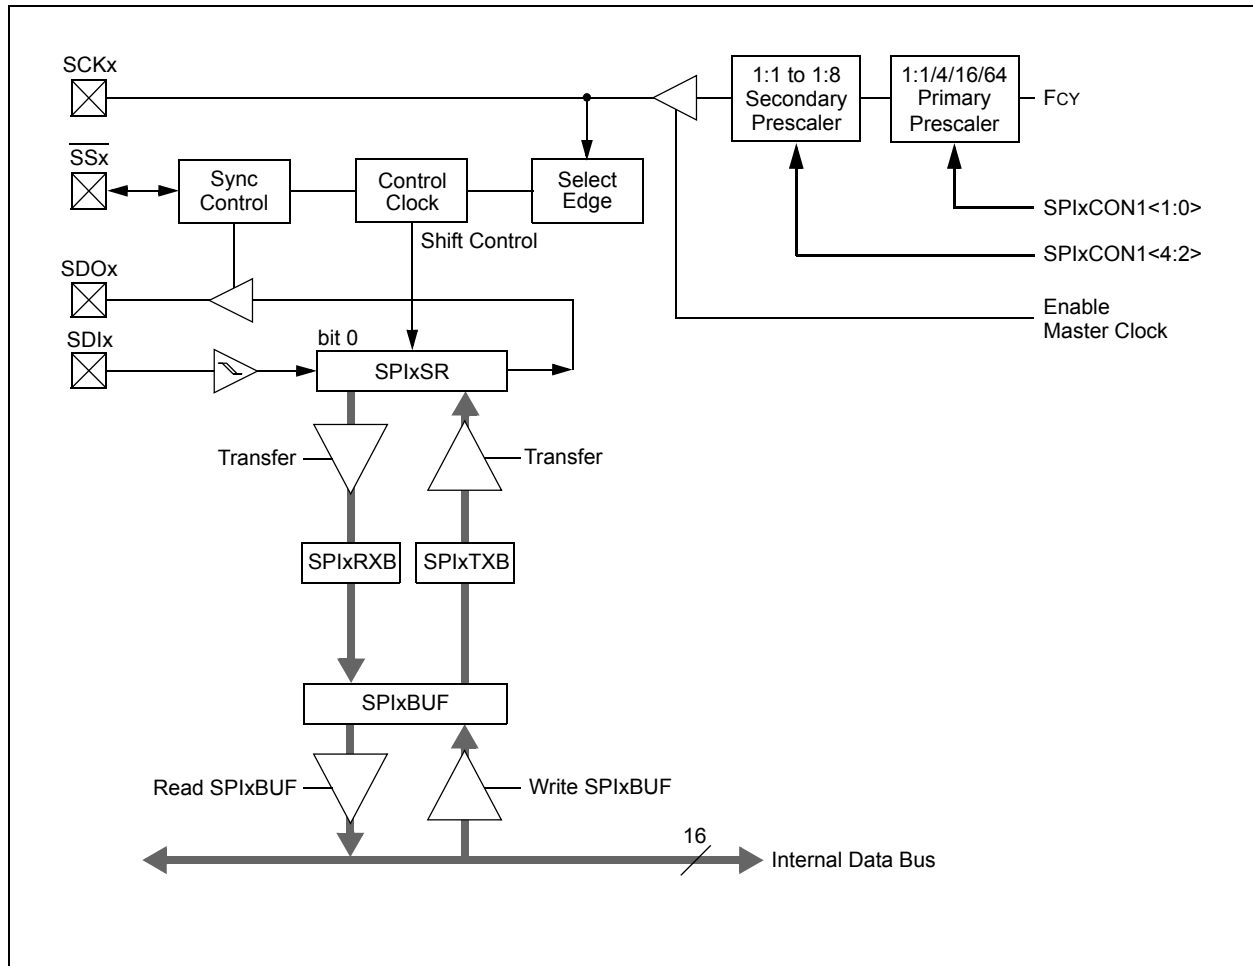 SCKx
1:1 to 1:8
Secondary
Prescaler
1:1/4/16/64
Primary
Prescaler
FCY
SSx
Sync
Control
Control
Clock
Select
Edge
SPIxCON1<1:0>
Shift Control
SPIxCON1<4:2>
SDOx
Enable
Master Clock
SDIx
bit 0
SPIxSR
Transfer
Transfer
SPIxRXB
SPIxTXB
SPIxBUF
Read SPIxBUF
Write SPIxBUF
16
Internal Data Bus